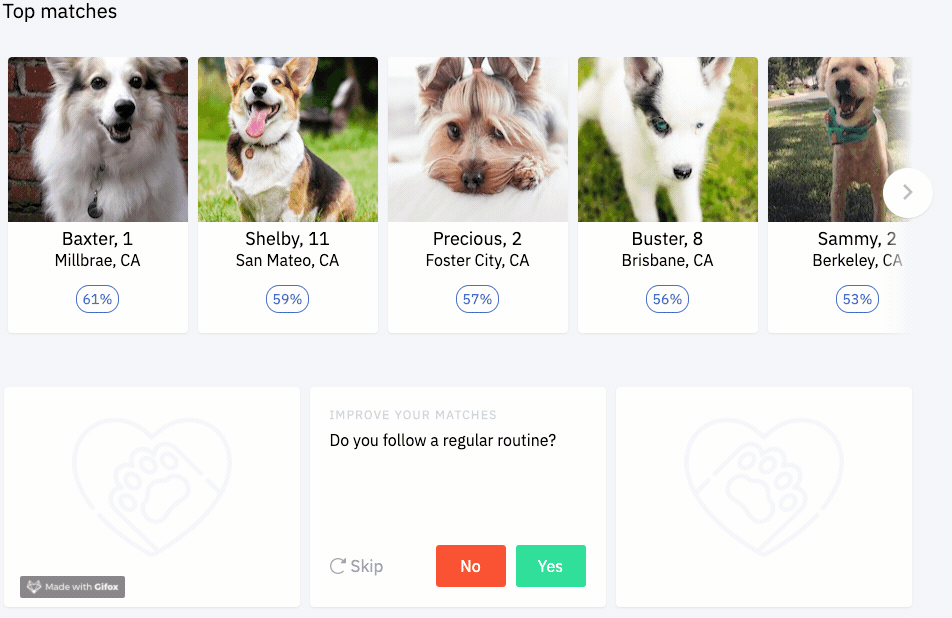 Top matches
Baxter, 1
Millbrae, CA
61%
Shelby, 11
San Mateo, CA
59%
Precious, 2
Foster City, CA
57%
Buster, 8
Brisbane, CA
56%
Sammy, 2
Berkeley, CA
53%
IMPROVE YOUR MATCHES
Do you follow a regular routine?
Skip
No
Yes
Made with Gifox